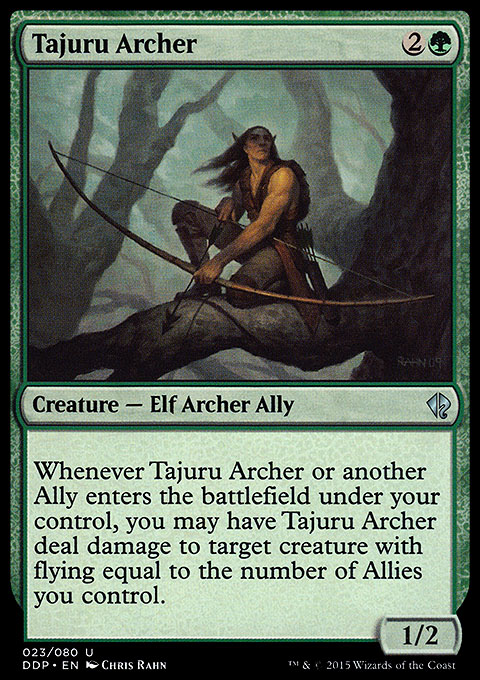 Tajuru Archer 2
RAHN 09
Creature — Elf Archer Ally
Whenever Tajuru Archer or another
Ally enters the battlefield under your
control, you may have Tajuru Archer
deal damage to target creature with
flying equal to the number of Allies
you control.
1/2
023/080 U
DDP • EN Chris Rahn
™ & © 2015 Wizards of the Coast